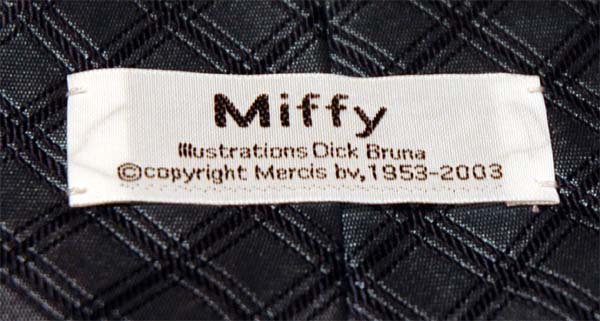 Miffy
Illustrations Dick Bruna
©copyright Mercis bv, 1953-2003